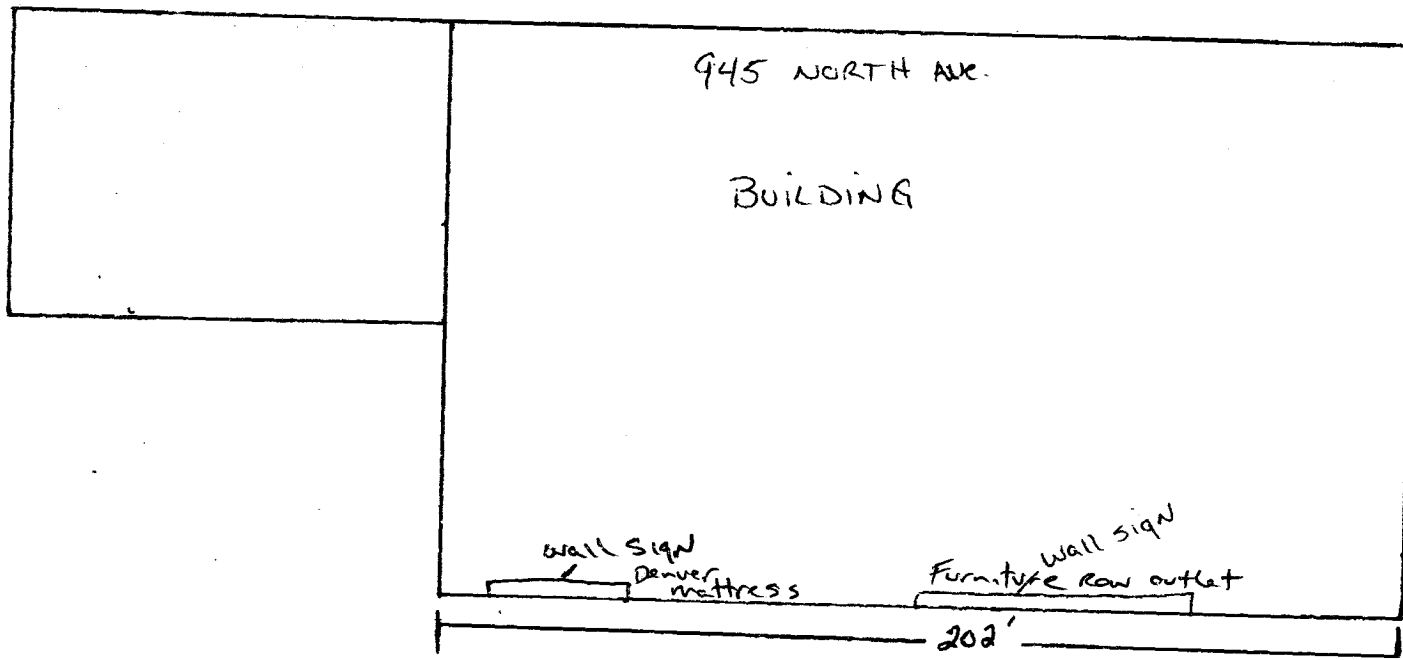 945 NORTH AVE.
BUILDING
wall sign
Denver
mattress
wall sign
Furniture Row outlet
202'